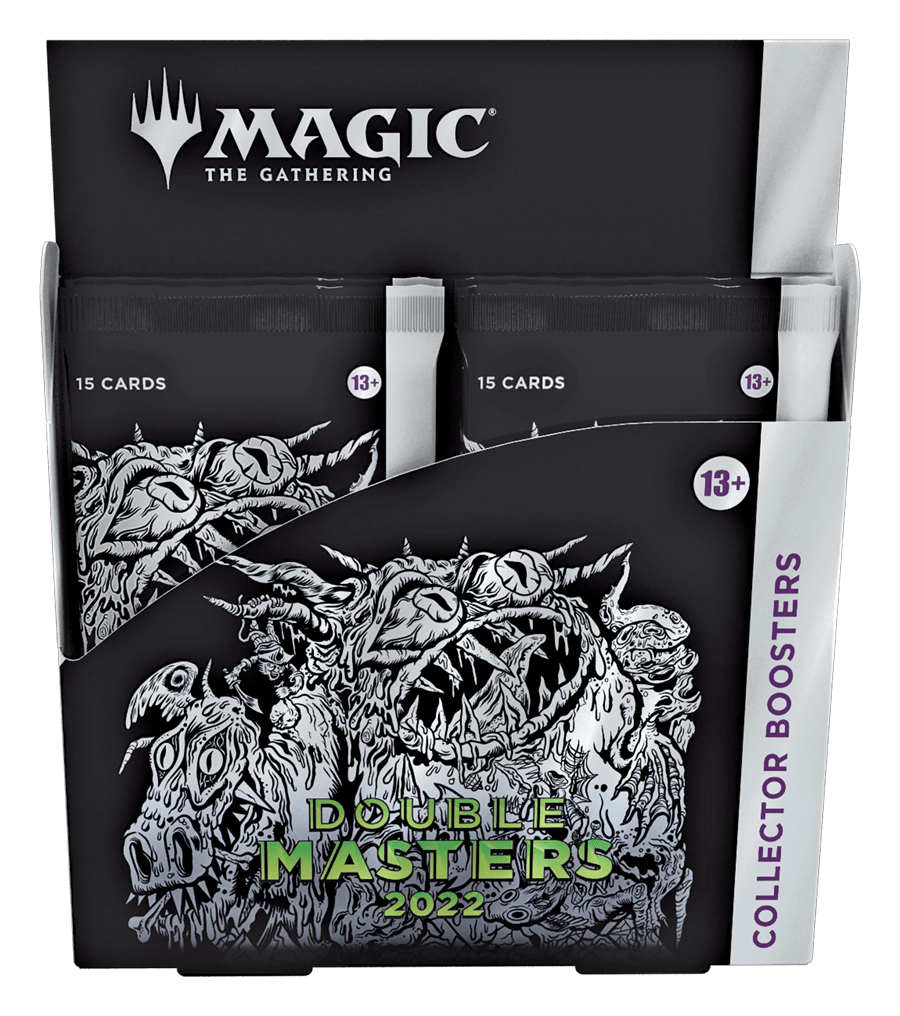 MAGIC®
THE GATHERING
15 CARDS
13+
15 CARDS
13+
13+
COLLECTOR BOOSTERS
DOUBLE
MASTERS
2022